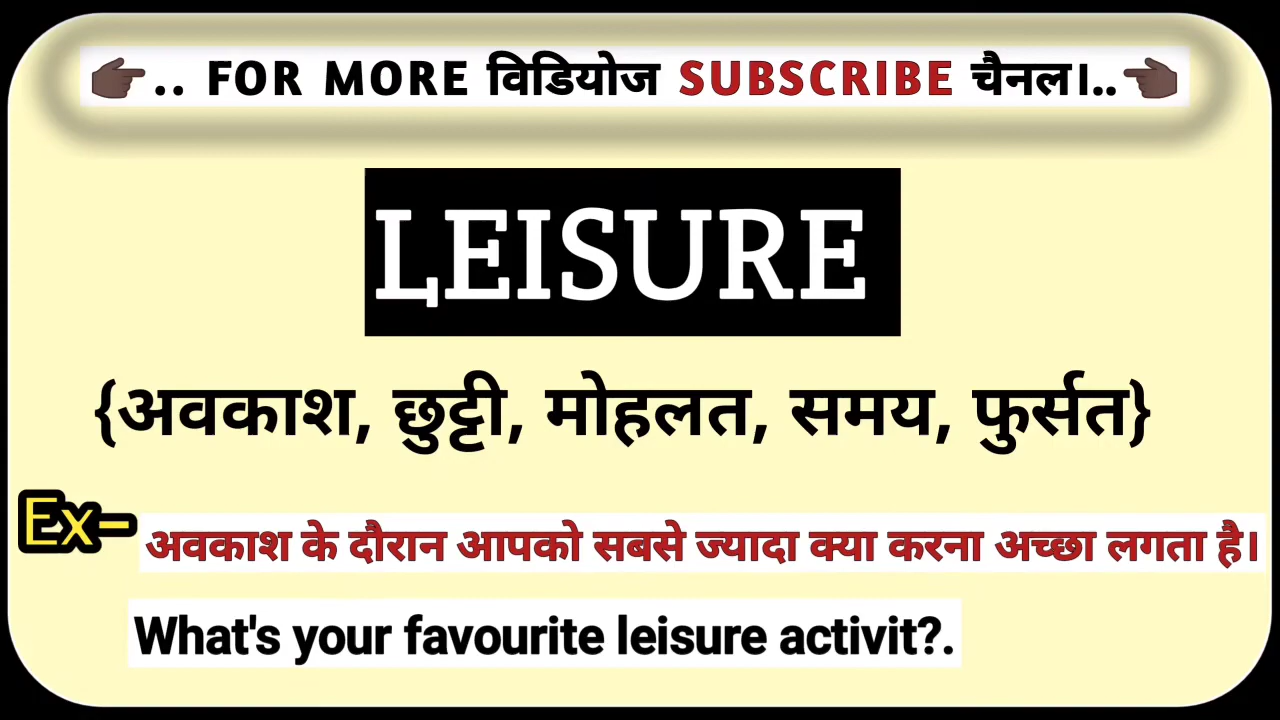 👉.. FOR MORE विडियोज SUBSCRIBE चैनल।..👈
LEISURE
{अवकाश, छुट्टी, मोहलत, समय, फुर्सत}
Ex- अवकाश के दौरान आपको सबसे ज्यादा क्या करना अच्छा लगता है।
What's your favourite leisure activit?.